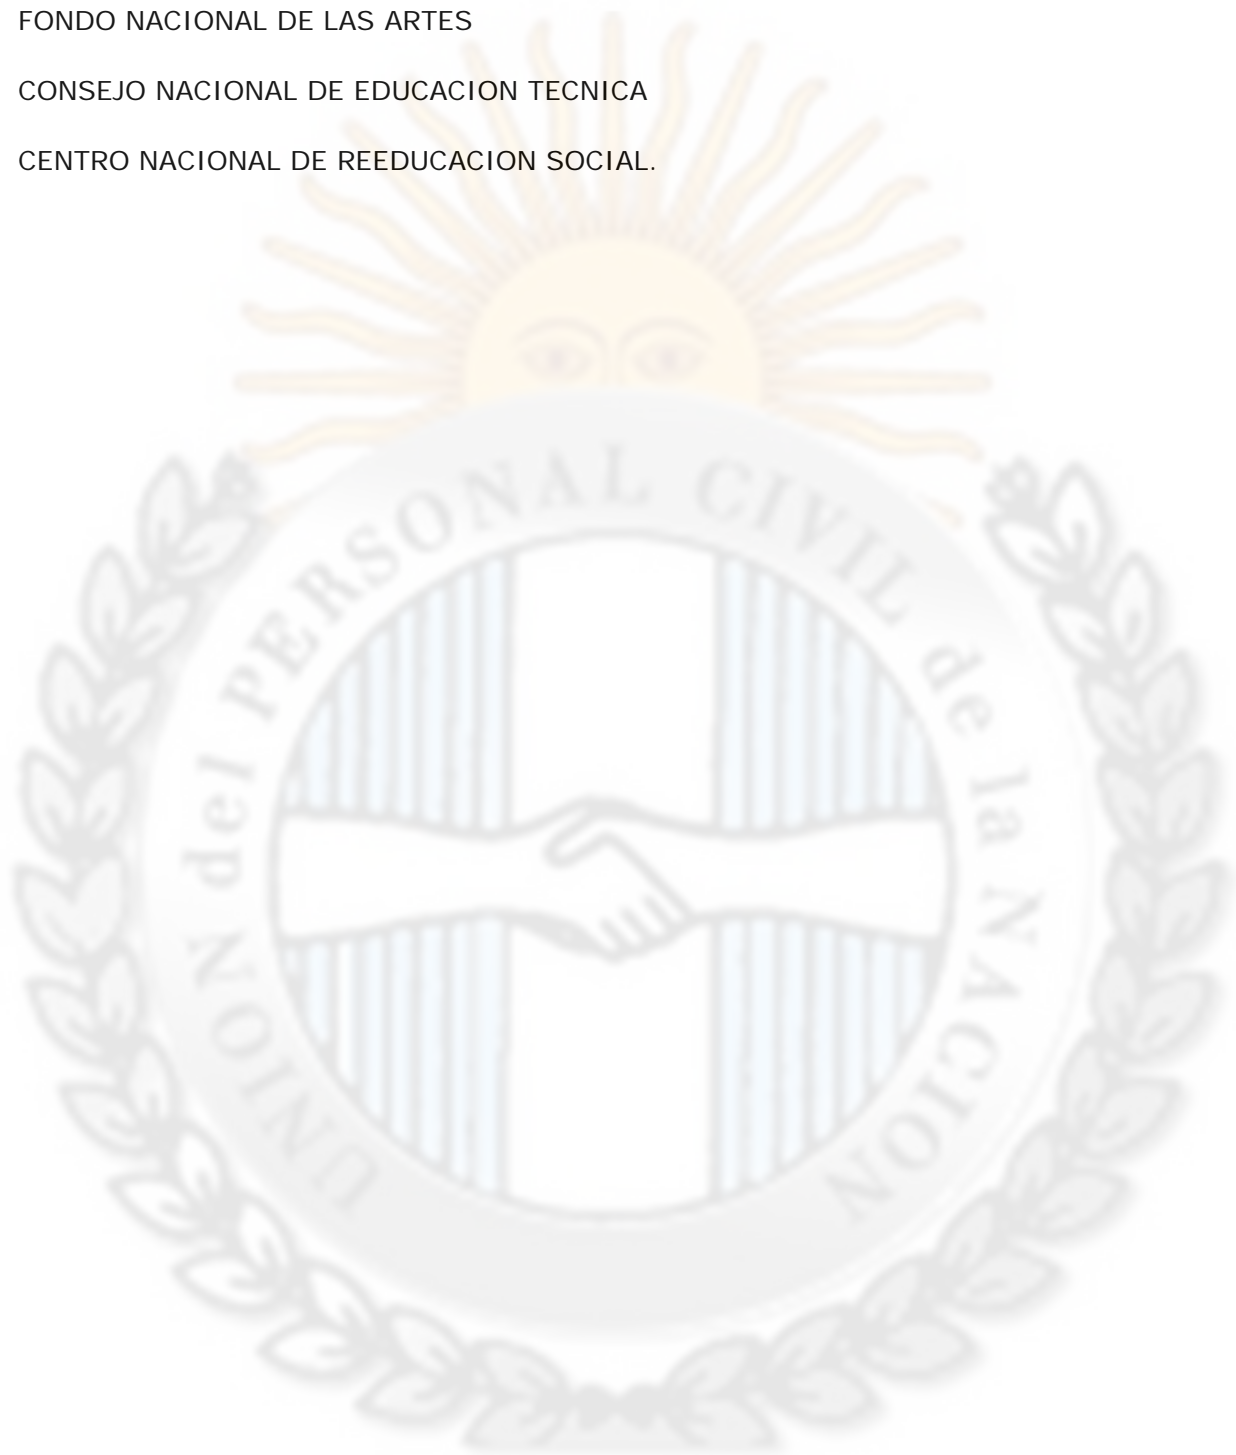 FONDO NACIONAL DE LAS ARTES
CONSEJO NACIONAL DE EDUCACION TECNICA
CENTRO NACIONAL DE REEDUCACION SOCIAL.
UNION del PERSONAL CIVIL de la NACION